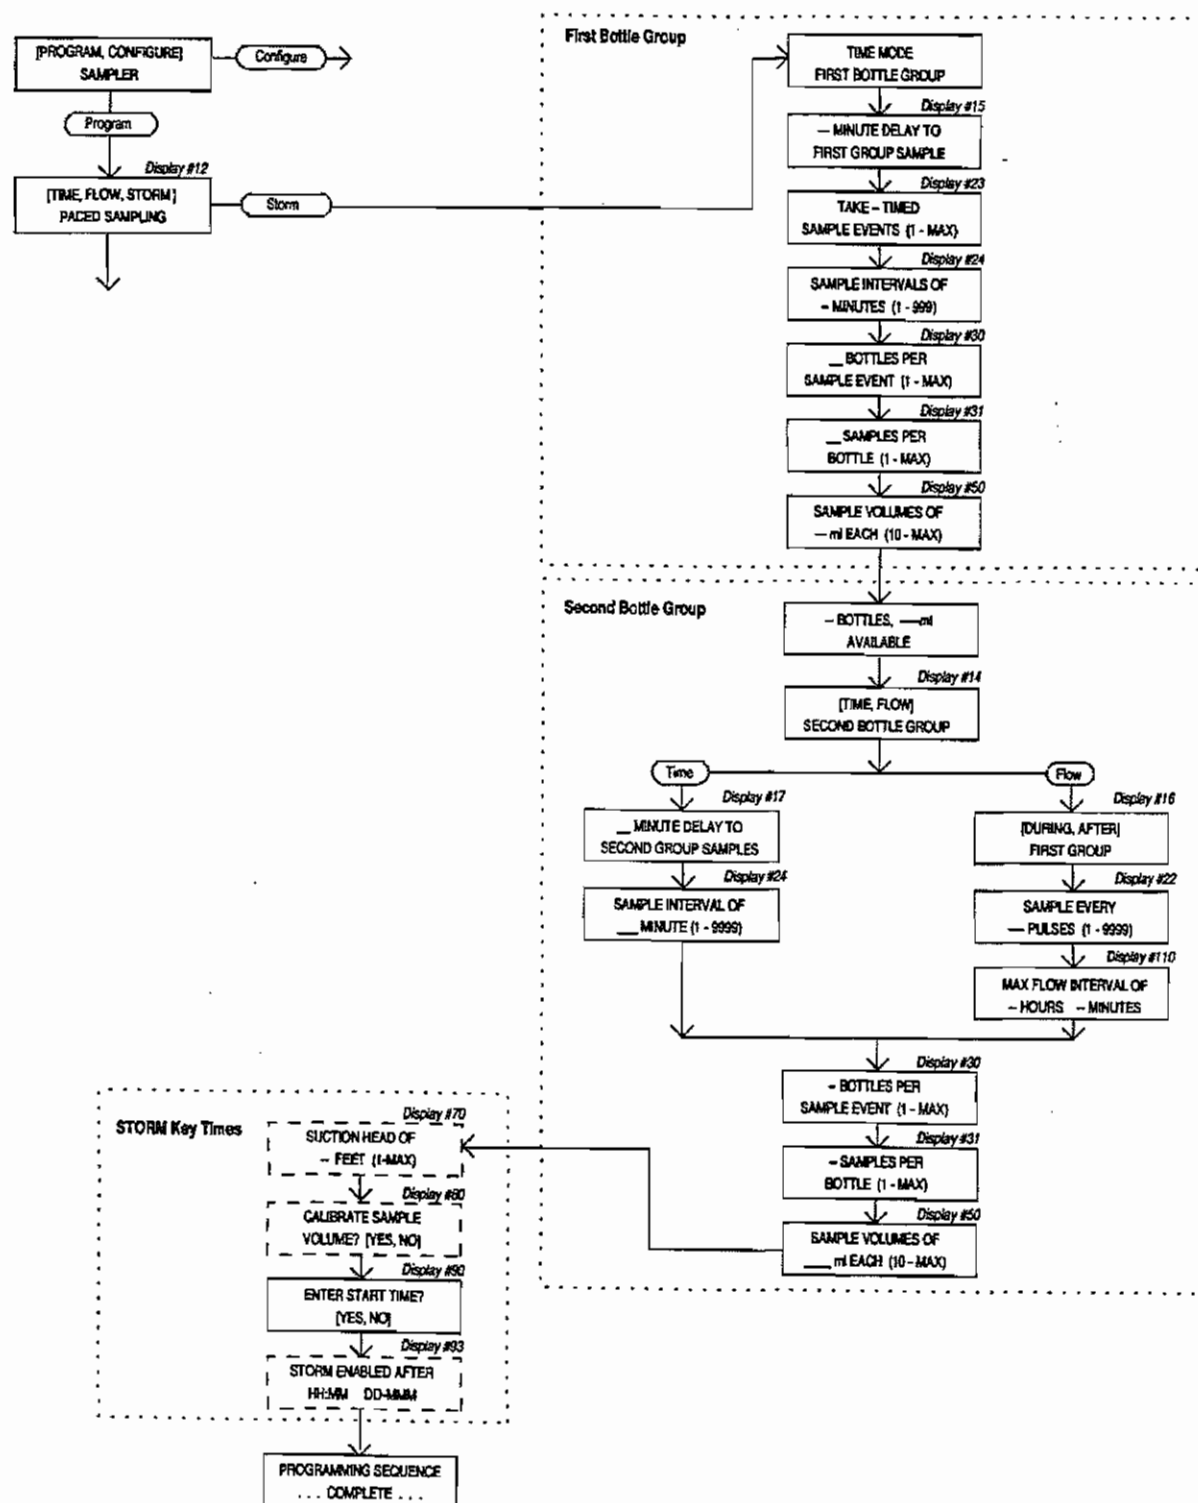 [PROGRAM, CONFIGURE]
SAMPLER
Configure
Program
Display #12
[TIME, FLOW, STORM]
PACED SAMPLING
Storm
First Bottle Group
TIME MODE
FIRST BOTTLE GROUP
Display #15
— MINUTE DELAY TO
FIRST GROUP SAMPLE
Display #23
TAKE – TIMED
SAMPLE EVENTS (1 - MAX)
Display #24
SAMPLE INTERVALS OF
– MINUTES (1 - 999)
Display #30
__ BOTTLES PER
SAMPLE EVENT (1 - MAX)
Display #31
__ SAMPLES PER
BOTTLE (1 - MAX)
Display #50
SAMPLE VOLUMES OF
— ml EACH (10 - MAX)
Second Bottle Group
– BOTTLES, —ml
AVAILABLE
Display #14
[TIME, FLOW]
SECOND BOTTLE GROUP
Time
Display #17
__ MINUTE DELAY TO
SECOND GROUP SAMPLES
Display #24
SAMPLE INTERVAL OF
___ MINUTE (1 - 9999)
Flow
Display #16
[DURING, AFTER]
FIRST GROUP
Display #22
SAMPLE EVERY
— PULSES (1 - 9999)
Display #110
MAX FLOW INTERVAL OF
– HOURS – MINUTES
Display #30
– BOTTLES PER
SAMPLE EVENT (1 - MAX)
Display #31
– SAMPLES PER
BOTTLE (1 - MAX)
Display #50
SAMPLE VOLUMES OF
___ ml EACH (10 - MAX)
STORM Key Times
Display #70
SUCTION HEAD OF
– FEET (1-MAX)
Display #80
CALIBRATE SAMPLE
VOLUME? [YES, NO]
Display #90
ENTER START TIME?
[YES, NO]
Display #93
STORM ENABLED AFTER
HH:MM DD-MMM
PROGRAMMING SEQUENCE
. . . COMPLETE . . .